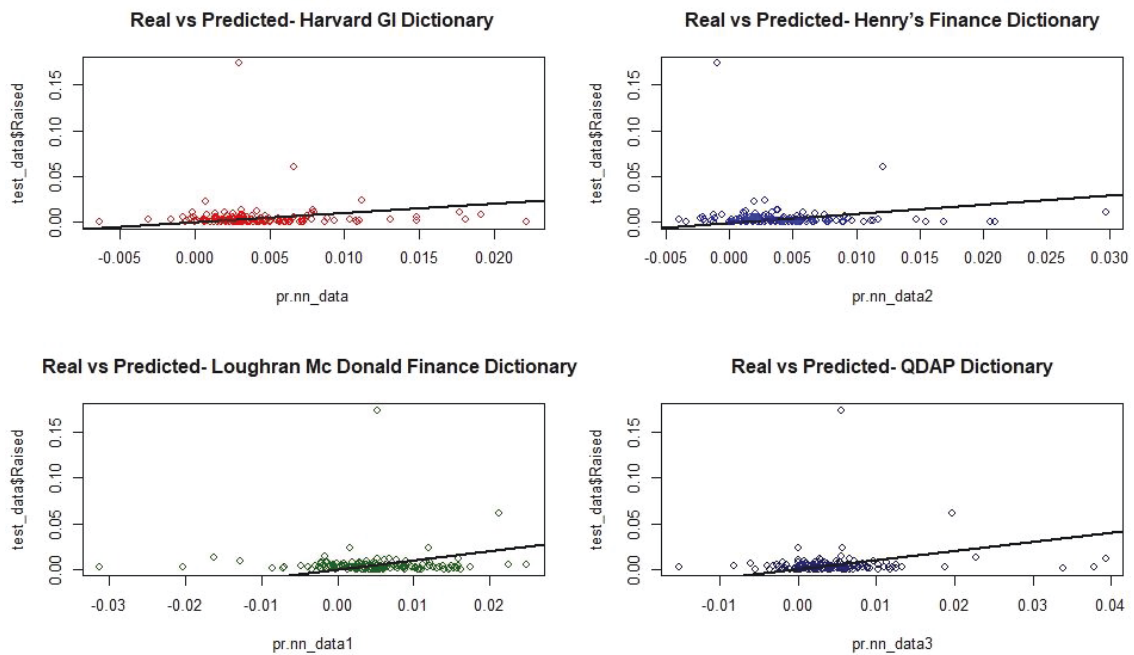 Real vs Predicted- Harvard GI Dictionary
test_data$Raised
0.00 0.05 0.10 0.15
-0.005 0.000 0.005 0.010 0.015 0.020
pr.nn_data
Real vs Predicted- Henry's Finance Dictionary
test_data$Raised
0.00 0.05 0.10 0.15
-0.005 0.000 0.005 0.010 0.015 0.020 0.025 0.030
pr.nn_data2
Real vs Predicted- Loughran Mc Donald Finance Dictionary
test_data$Raised
0.00 0.05 0.10 0.15
-0.03 -0.02 -0.01 0.00 0.01 0.02
pr.nn_data1
Real vs Predicted- QDAP Dictionary
test_data$Raised
0.00 0.05 0.10 0.15
-0.01 0.00 0.01 0.02 0.03 0.04
pr.nn_data3